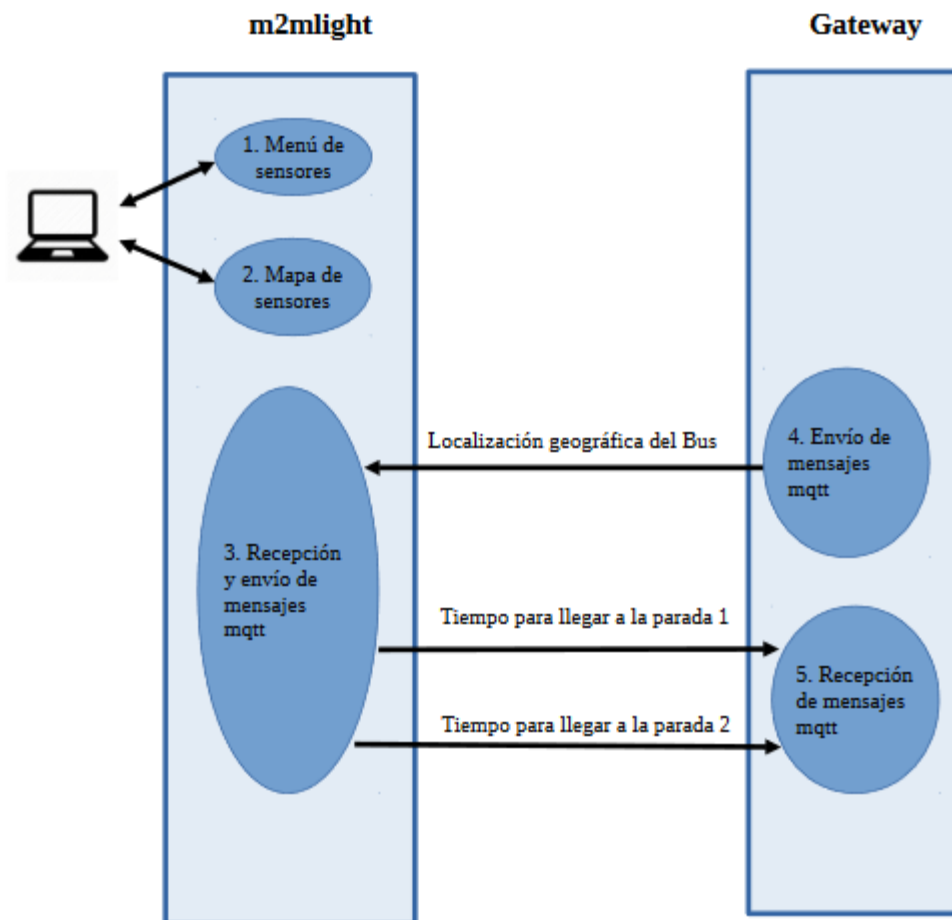 m2mlight
Gateway
1. Menú de
sensores
2. Mapa de
sensores
Localización geográfica del Bus
4. Envío de
mensajes
mqtt
3. Recepción
y envío de
mensajes
mqtt
Tiempo para llegar a la parada 1
5. Recepción
de mensajes
mqtt
Tiempo para llegar a la parada 2